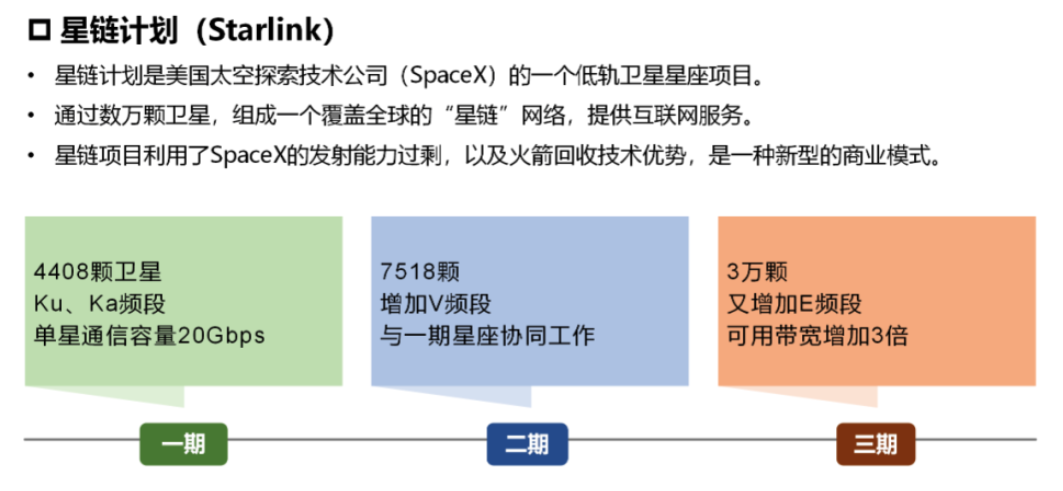 星链计划（Starlink）
• 星链计划是美国太空探索技术公司（SpaceX）的一个低轨卫星星座项目。
• 通过数万颗卫星，组成一个覆盖全球的“星链”网络，提供互联网服务。
• 星链项目利用了SpaceX的发射能力过剩，以及火箭回收技术优势，是一种新型的商业模式。
4408颗卫星
Ku、Ka频段
单星通信容量20Gbps
7518颗
增加V频段
与一期星座协同工作
3万颗
又增加E频段
可用带宽增加3倍
一期
二期
三期